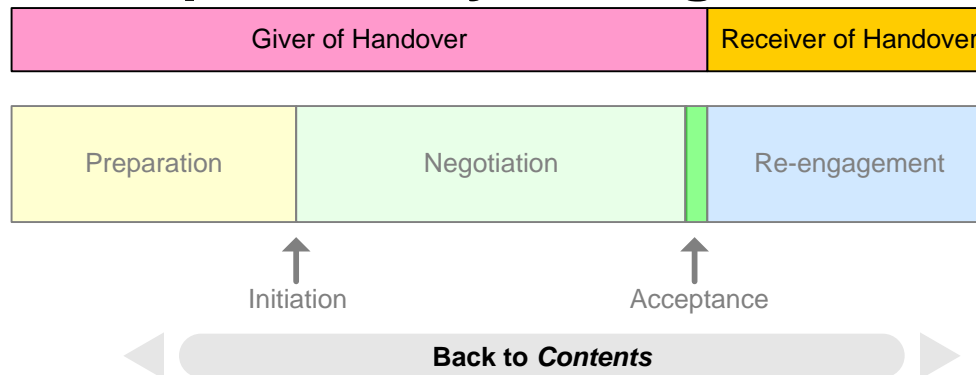 Giver of Handover Receiver of Handover
Preparation Negotiation Re-engagement
Initiation Acceptance
Back to Contents